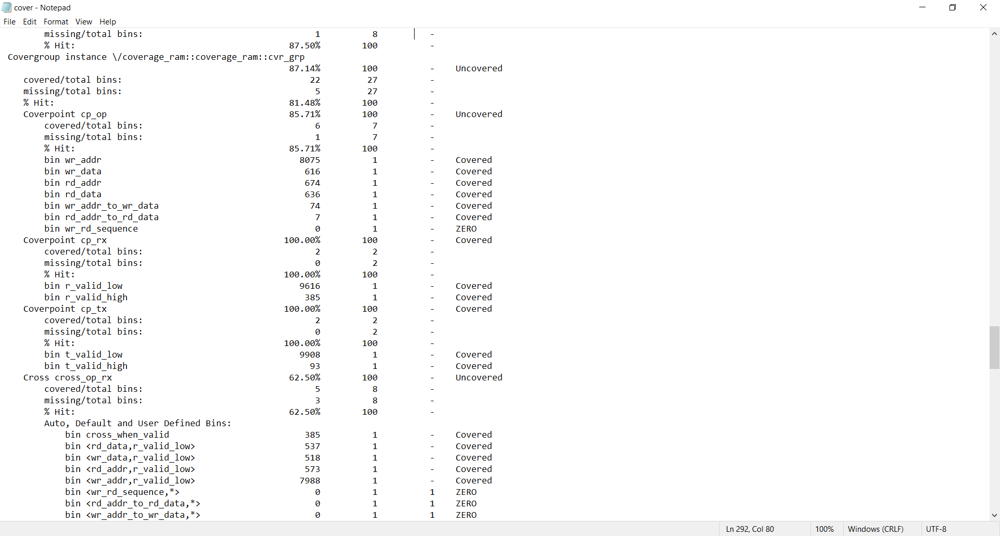 cover - Notepad
File Edit Format View Help
missing/total bins: 1 8 -
% Hit: 87.50% 100 -
Covergroup instance \/coverage_ram::coverage_ram::cvr_grp
87.14% 100 - Uncovered
covered/total bins: 22 27 -
missing/total bins: 5 27 -
% Hit: 81.48% 100 -
Coverpoint cp_op 85.71% 100 - Uncovered
covered/total bins: 6 7 -
missing/total bins: 1 7 -
% Hit: 85.71% 100 -
bin wr_addr 8075 1 - Covered
bin wr_data 616 1 - Covered
bin rd_addr 674 1 - Covered
bin rd_data 636 1 - Covered
bin wr_addr_to_wr_data 74 1 - Covered
bin rd_addr_to_rd_data 7 1 - Covered
bin wr_rd_sequence 0 1 - ZERO
Coverpoint cp_rx 100.00% 100 - Covered
covered/total bins: 2 2 -
missing/total bins: 0 2 -
% Hit: 100.00% 100 -
bin r_valid_low 9616 1 - Covered
bin r_valid_high 385 1 - Covered
Coverpoint cp_tx 100.00% 100 - Covered
covered/total bins: 2 2 -
missing/total bins: 0 2 -
% Hit: 100.00% 100 -
bin t_valid_low 9908 1 - Covered
bin t_valid_high 93 1 - Covered
Cross cross_op_rx 62.50% 100 - Uncovered
covered/total bins: 5 8 -
missing/total bins: 3 8 -
% Hit: 62.50% 100 -
Auto, Default and User Defined Bins:
bin cross_when_valid 385 1 - Covered
bin <rd_data,r_valid_low> 537 1 - Covered
bin <wr_data,r_valid_low> 518 1 - Covered
bin <rd_addr,r_valid_low> 573 1 - Covered
bin <wr_addr,r_valid_low> 7988 1 - Covered
bin <wr_rd_sequence,*> 0 1 1 ZERO
bin <rd_addr_to_rd_data,*> 0 1 1 ZERO
bin <wr_addr_to_wr_data,*> 0 1 1 ZERO
Ln 292, Col 80 100% Windows (CRLF) UTF-8